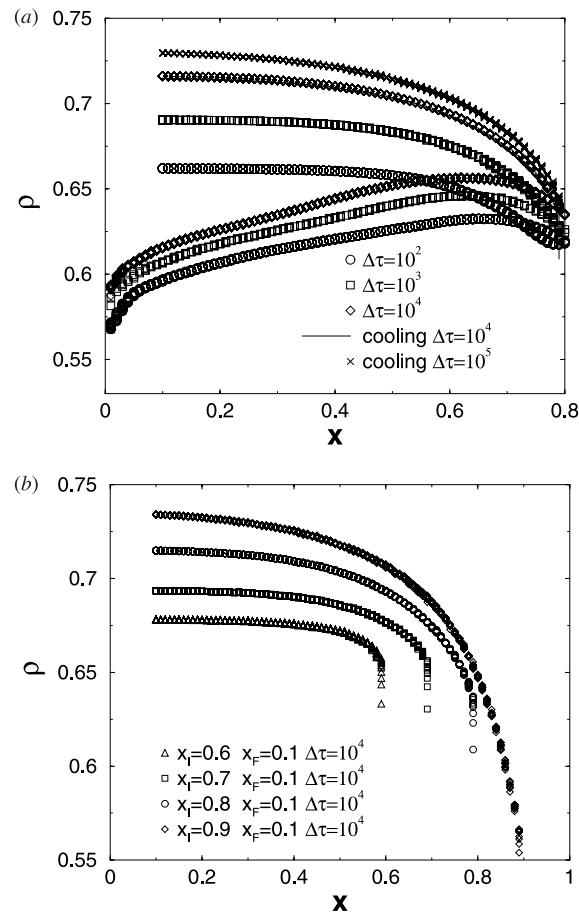 (a)
0.75
0.7
0.65
0.6
0.55
ρ
○ Δτ=10²
□ Δτ=10³
◇ Δτ=10⁴
cooling Δτ=10⁴
× cooling Δτ=10⁵
0 0.2 0.4 0.6 0.8
x
(b)
0.75
0.7
0.65
0.6
0.55
ρ
△ x_I=0.6 x_F=0.1 Δτ=10⁴
□ x_I=0.7 x_F=0.1 Δτ=10⁴
○ x_I=0.8 x_F=0.1 Δτ=10⁴
◇ x_I=0.9 x_F=0.1 Δτ=10⁴
0 0.2 0.4 0.6 0.8 1
x